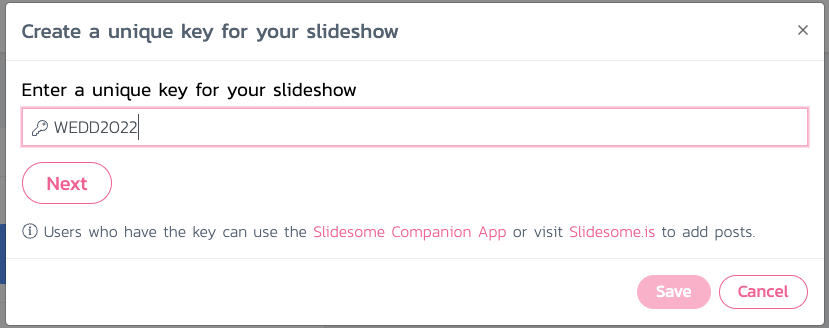 Create a unique key for your slideshow
Enter a unique key for your slideshow
WEDD2022
Next
Users who have the key can use the Slidesome Companion App or visit Slidesome.is to add posts.
Save Cancel